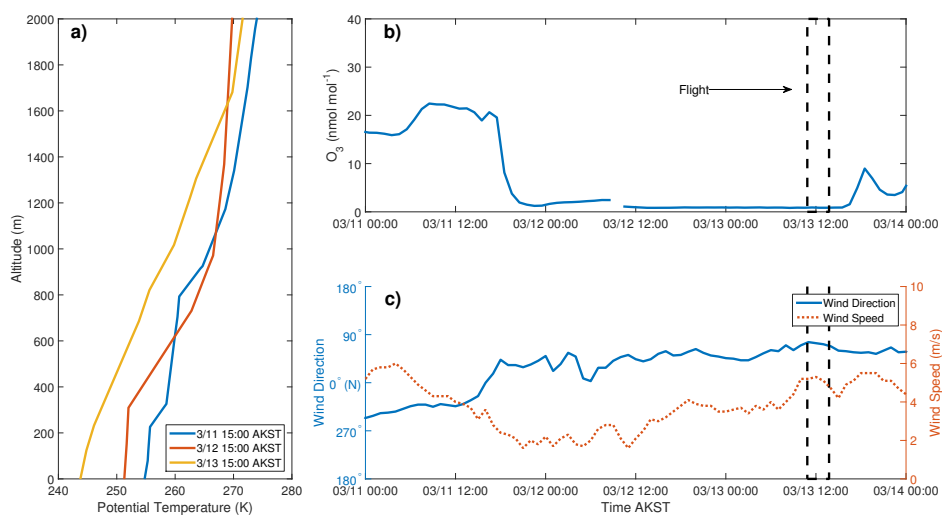 a)
2000
1800
1600
1400
1200
1000
800
600
400
200
0
Altitude (m)
3/11 15:00 AKST
3/12 15:00 AKST
3/13 15:00 AKST
240 250 260 270 280
Potential Temperature (K)
b)
40
30
20
10
0
O3 (nmol mol-1)
Flight
03/11 00:00 03/11 12:00 03/12 00:00 03/12 12:00 03/13 00:00 03/13 12:00 03/14 00:00
c)
180°
90°
0° (N)
270°
180°
Wind Direction
Wind Direction
Wind Speed
10
8
6
4
2
0
Wind Speed (m/s)
03/11 00:00 03/11 12:00 03/12 00:00 03/12 12:00 03/13 00:00 03/13 12:00 03/14 00:00
Time AKST